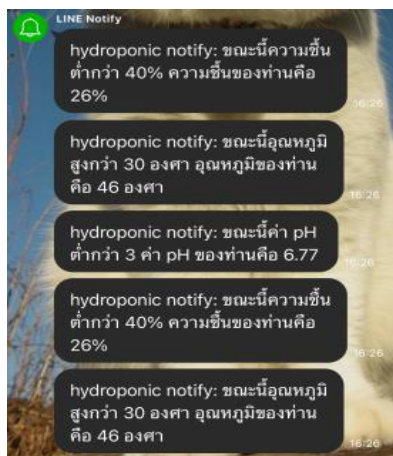 LINE Notify
hydroponic notify: ขณะนี้ความชื้น
ต่ำกว่า 40% ความชื้นของท่านคือ
26%
16:26
hydroponic notify: ขณะนี้อุณหภูมิ
สูงกว่า 30 องศา อุณหภูมิของท่าน
คือ 46 องศา
16:26
hydroponic notify: ขณะนี้ค่า pH
ต่ำกว่า 3 ค่า pH ของท่านคือ 6.77
16:26
hydroponic notify: ขณะนี้ความชื้น
ต่ำกว่า 40% ความชื้นของท่านคือ
26%
16:26
hydroponic notify: ขณะนี้อุณหภูมิ
สูงกว่า 30 องศา อุณหภูมิของท่าน
คือ 46 องศา
16:26